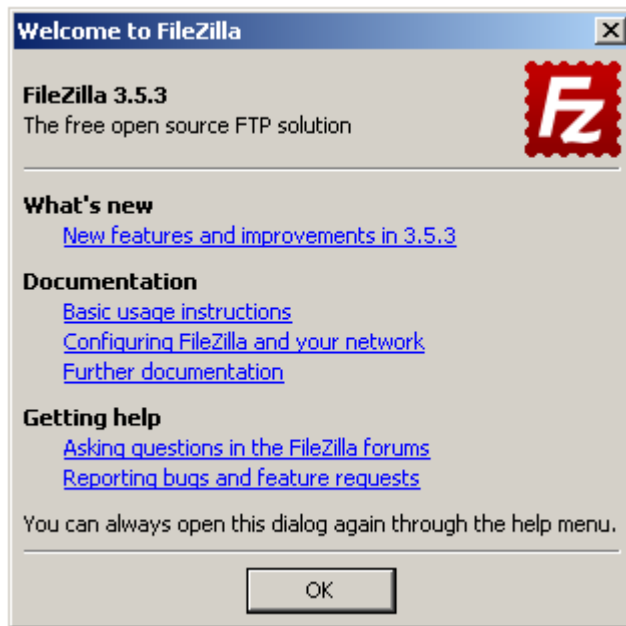 Welcome to FileZilla
FileZilla 3.5.3
The free open source FTP solution
Fz
What's new
New features and improvements in 3.5.3
Documentation
Basic usage instructions
Configuring FileZilla and your network
Further documentation
Getting help
Asking questions in the FileZilla forums
Reporting bugs and feature requests
You can always open this dialog again through the help menu.
OK